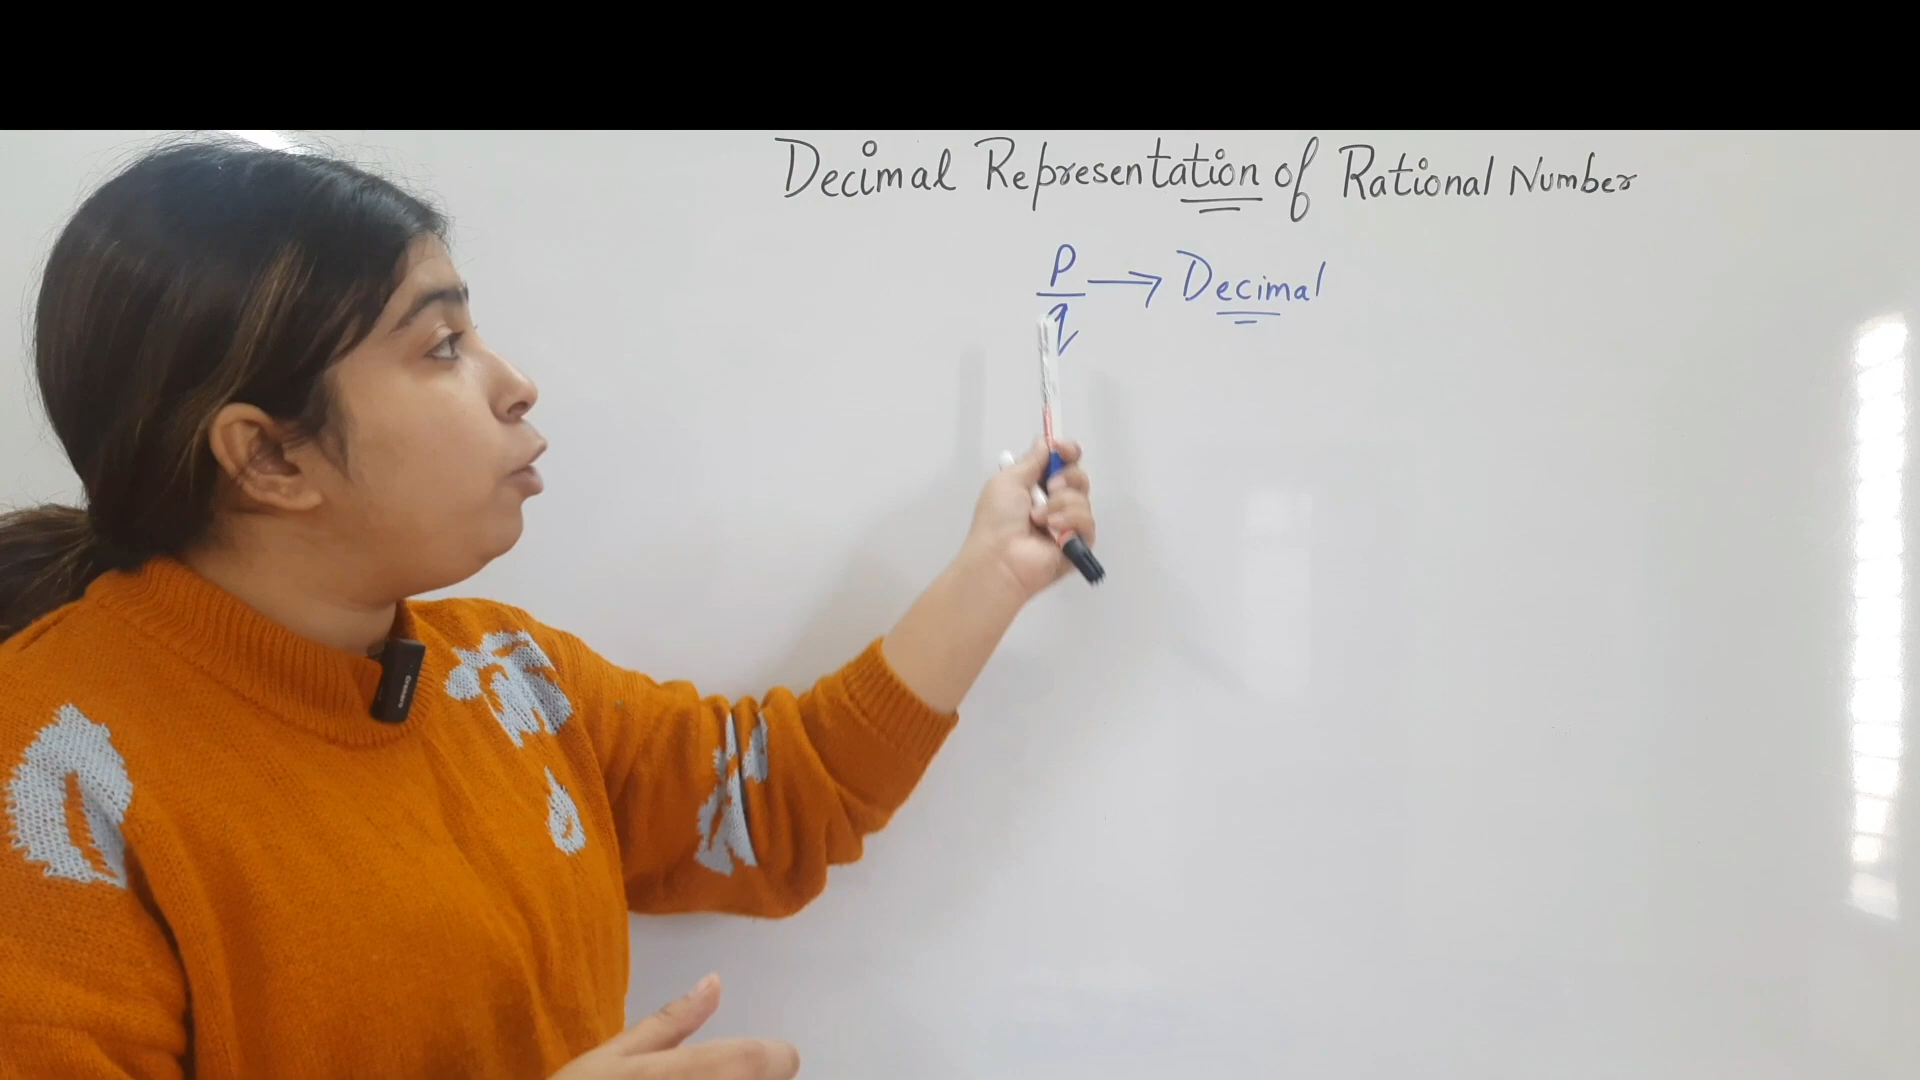 Decimal Representation of Rational Number
p/q → Decimal